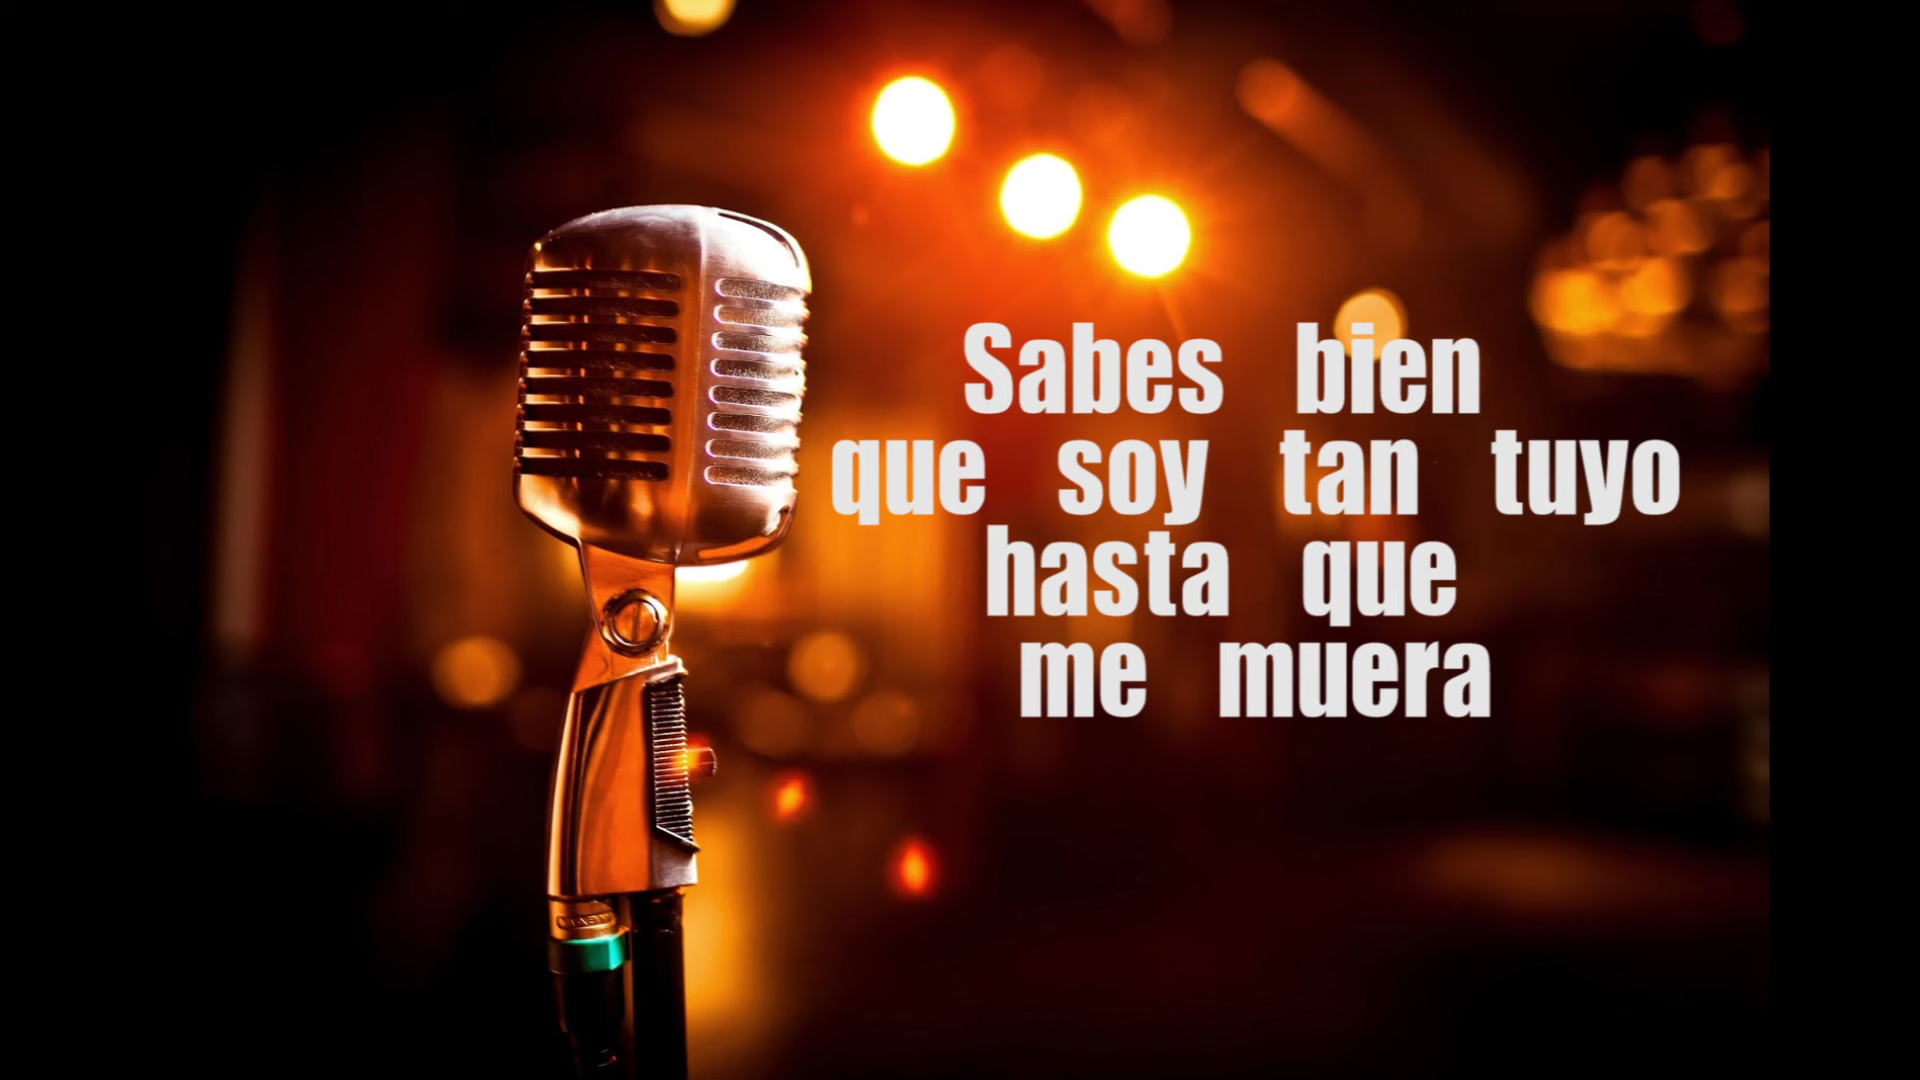 Sabes bien
que soy tan tuyo
hasta que
me muera